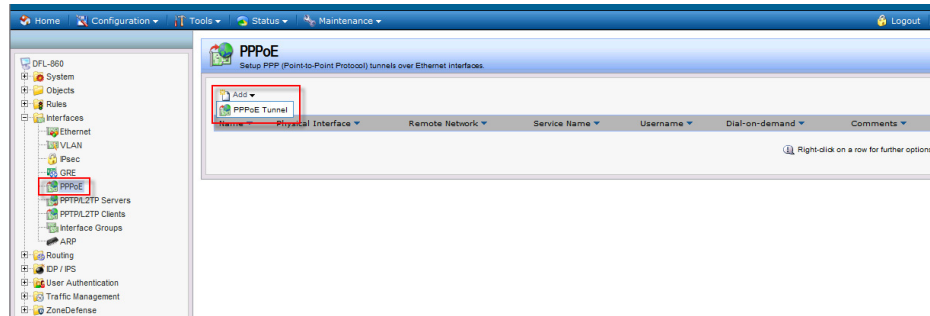 Home Configuration Tools Status Maintenance Logout
PPPoE
Setup PPP (Point-to-Point Protocol) tunnels over Ethernet interfaces.
DFL-860
System
Objects
Rules
Interfaces
Ethernet
VLAN
IPsec
GRE
PPPoE
PPTP/L2TP Servers
PPTP/L2TP Clients
Interface Groups
ARP
Routing
IDP / IPS
User Authentication
Traffic Management
ZoneDefense
Add
PPPoE Tunnel
Name Physical Interface Remote Network Service Name Username Dial-on-demand Comments
Right-click on a row for further option